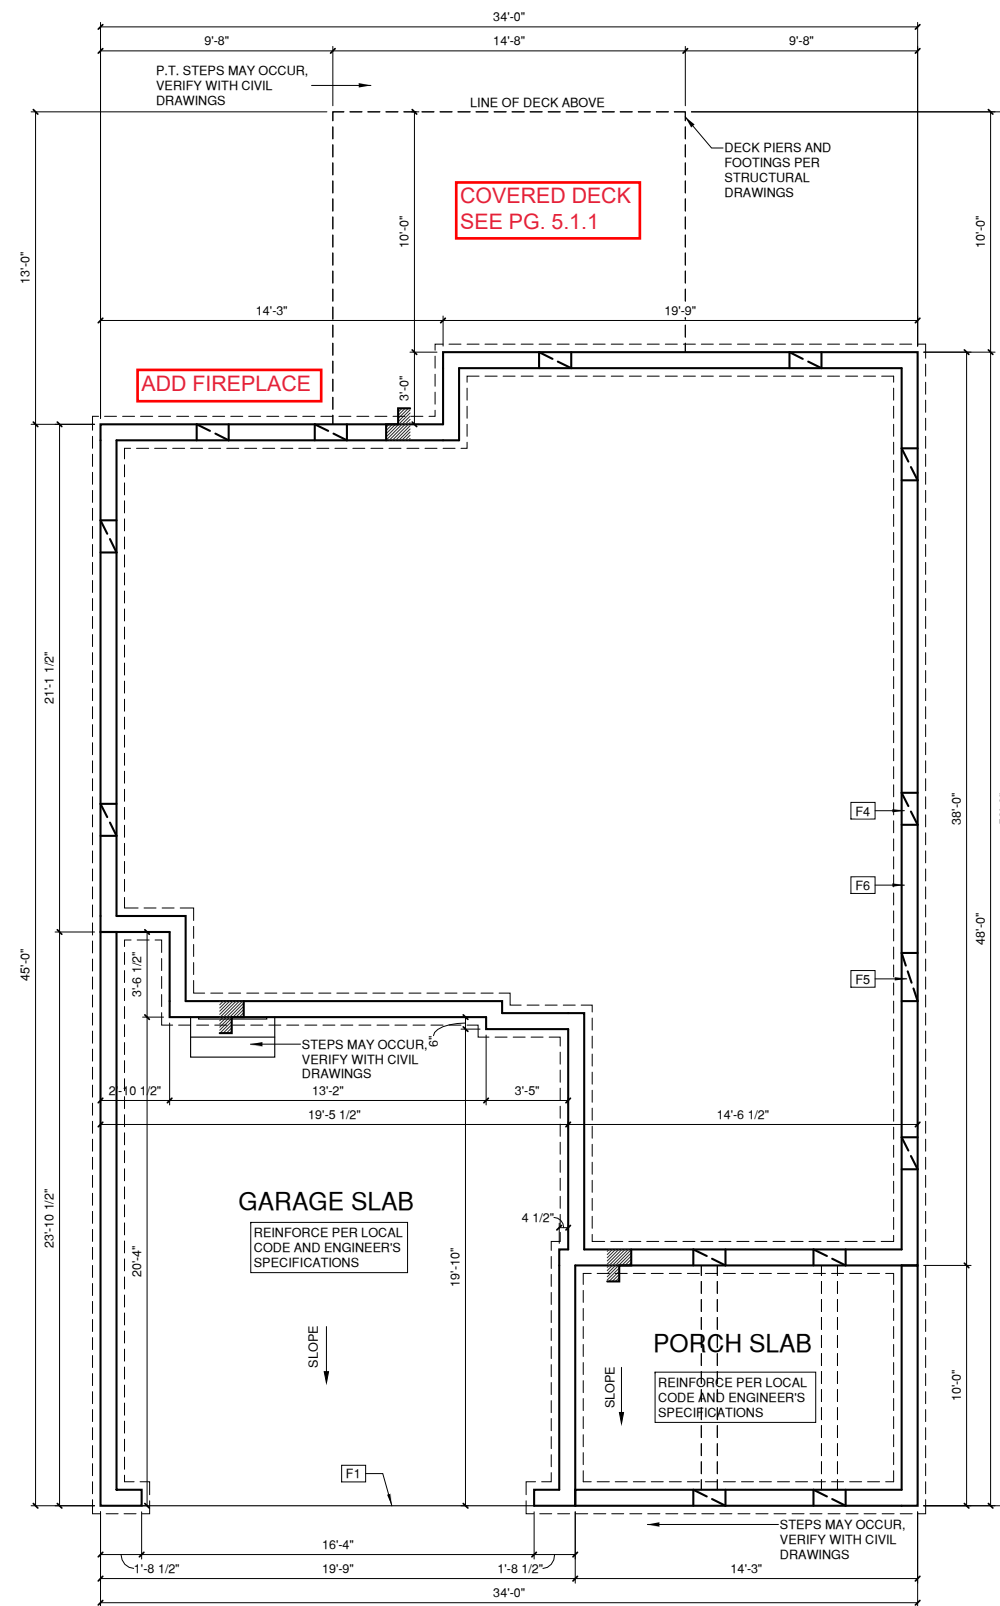 34'-0"
9'-8"
14'-8"
9'-8"
P.T. STEPS MAY OCCUR,
VERIFY WITH CIVIL
DRAWINGS
LINE OF DECK ABOVE
DECK PIERS AND
FOOTINGS PER
STRUCTURAL
DRAWINGS
COVERED DECK
SEE PG. 5.1.1
10'-0"
10'-0"
13'-0"
14'-3"
19'-9"
ADD FIREPLACE
3'-0"
21'-1 1/2"
F4
38'-0"
F6
48'-0"
45'-0"
3'-6 1/2"
F5
STEPS MAY OCCUR,
VERIFY WITH CIVIL
DRAWINGS
6"
2'-10 1/2"
13'-2"
3'-5"
19'-5 1/2"
14'-6 1/2"
GARAGE SLAB
REINFORCE PER LOCAL
CODE AND ENGINEER'S
SPECIFICATIONS
4 1/2"
23'-10 1/2"
20'-4"
19'-10"
SLOPE
PORCH SLAB
REINFORCE PER LOCAL
CODE AND ENGINEER'S
SPECIFICATIONS
SLOPE
10'-0"
F1
STEPS MAY OCCUR,
VERIFY WITH CIVIL
DRAWINGS
16'-4"
1'-8 1/2"
19'-9"
1'-8 1/2"
14'-3"
34'-0"